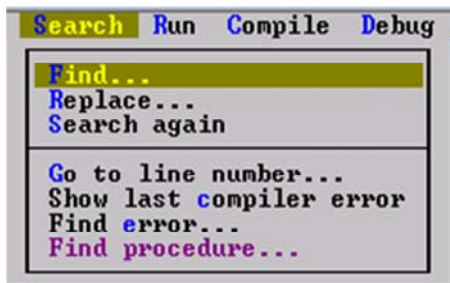 Search Run Compile Debug
Find...
Replace...
Search again
Go to line number...
Show last compiler error
Find error...
Find procedure...